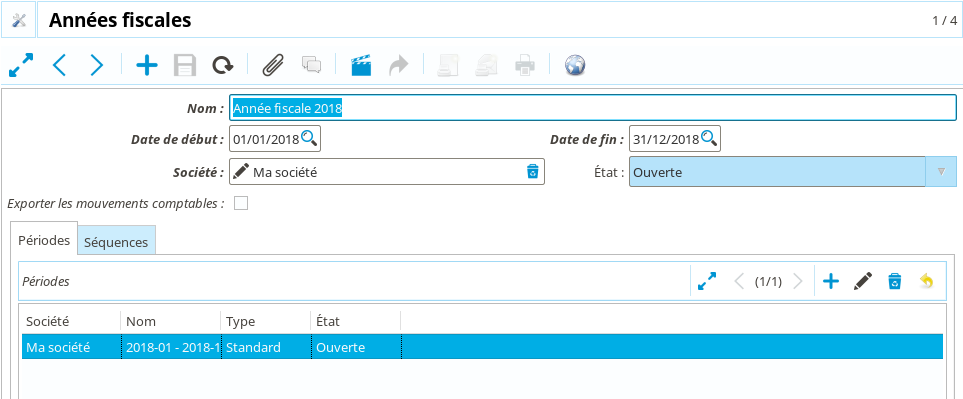 Années fiscales 1 / 4
Nom : Année fiscale 2018
Date de début : 01/01/2018 Date de fin : 31/12/2018
Société : Ma société État : Ouverte
Exporter les mouvements comptables :
Périodes Séquences
Périodes (1/1)
Société Nom Type État
Ma société 2018-01 - 2018-1 Standard Ouverte